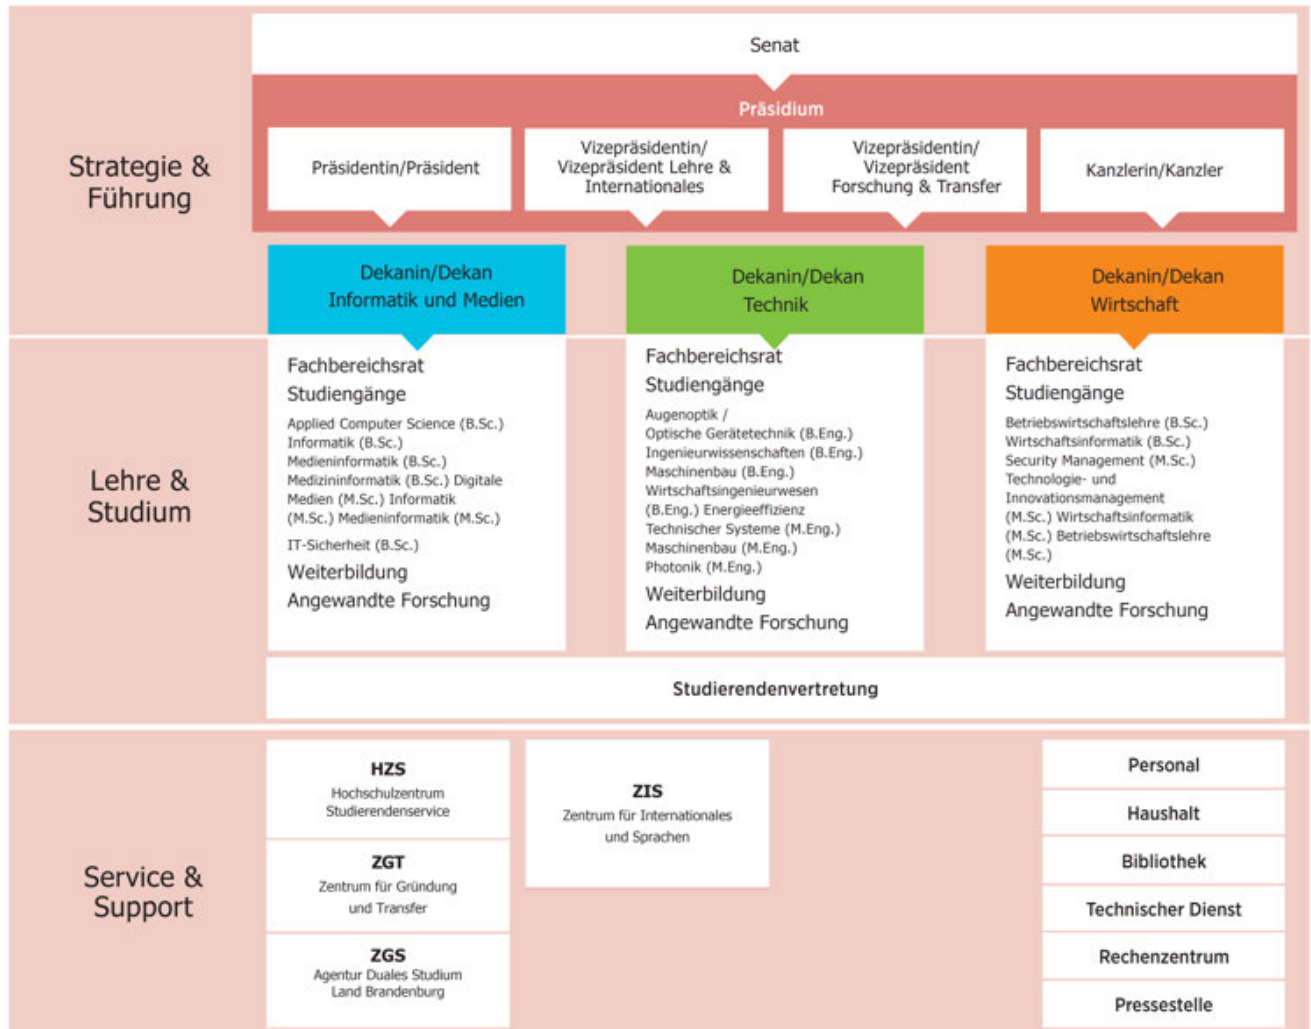 Senat
Präsidium
Strategie &
Führung
Präsidentin/Präsident
Vizepräsidentin/
Vizepräsident Lehre &
Internationales
Vizepräsidentin/
Vizepräsident
Forschung & Transfer
Kanzlerin/Kanzler
Dekanin/Dekan
Informatik und Medien
Dekanin/Dekan
Technik
Dekanin/Dekan
Wirtschaft
Lehre &
Studium
Fachbereichsrat
Studiengänge
Applied Computer Science (B.Sc.)
Informatik (B.Sc.)
Medieninformatik (B.Sc.)
Medizininformatik (B.Sc.) Digitale
Medien (M.Sc.) Informatik
(M.Sc.) Medieninformatik (M.Sc.)
IT-Sicherheit (B.Sc.)
Weiterbildung
Angewandte Forschung
Fachbereichsrat
Studiengänge
Augenoptik /
Optische Gerätetechnik (B.Eng.)
Ingenieurwissenschaften (B.Eng.)
Maschinenbau (B.Eng.)
Wirtschaftsingenieurwesen
(B.Eng.) Energieeffizienz
Technischer Systeme (M.Eng.)
Maschinenbau (M.Eng.)
Photonik (M.Eng.)
Weiterbildung
Angewandte Forschung
Fachbereichsrat
Studiengänge
Betriebswirtschaftslehre (B.Sc.)
Wirtschaftsinformatik (B.Sc.)
Security Management (M.Sc.)
Technologie- und
Innovationsmanagement
(M.Sc.) Wirtschaftsinformatik
(M.Sc.) Betriebswirtschaftslehre
(M.Sc.)
Weiterbildung
Angewandte Forschung
Studierendenvertretung
Service &
Support
HZS
Hochschulzentrum
Studierendenservice
ZGT
Zentrum für Gründung
und Transfer
ZGS
Agentur Duales Studium
Land Brandenburg
ZIS
Zentrum für Internationales
und Sprachen
Personal
Haushalt
Bibliothek
Technischer Dienst
Rechenzentrum
Pressestelle